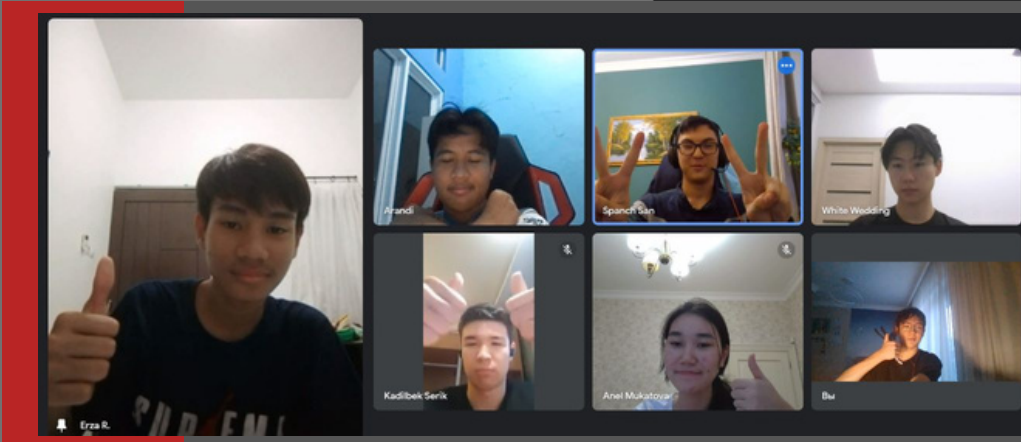 Arandi
Spanch San
White Wedding
Kadilbek Serik
Anel Mukatova
Вы
Erza R.